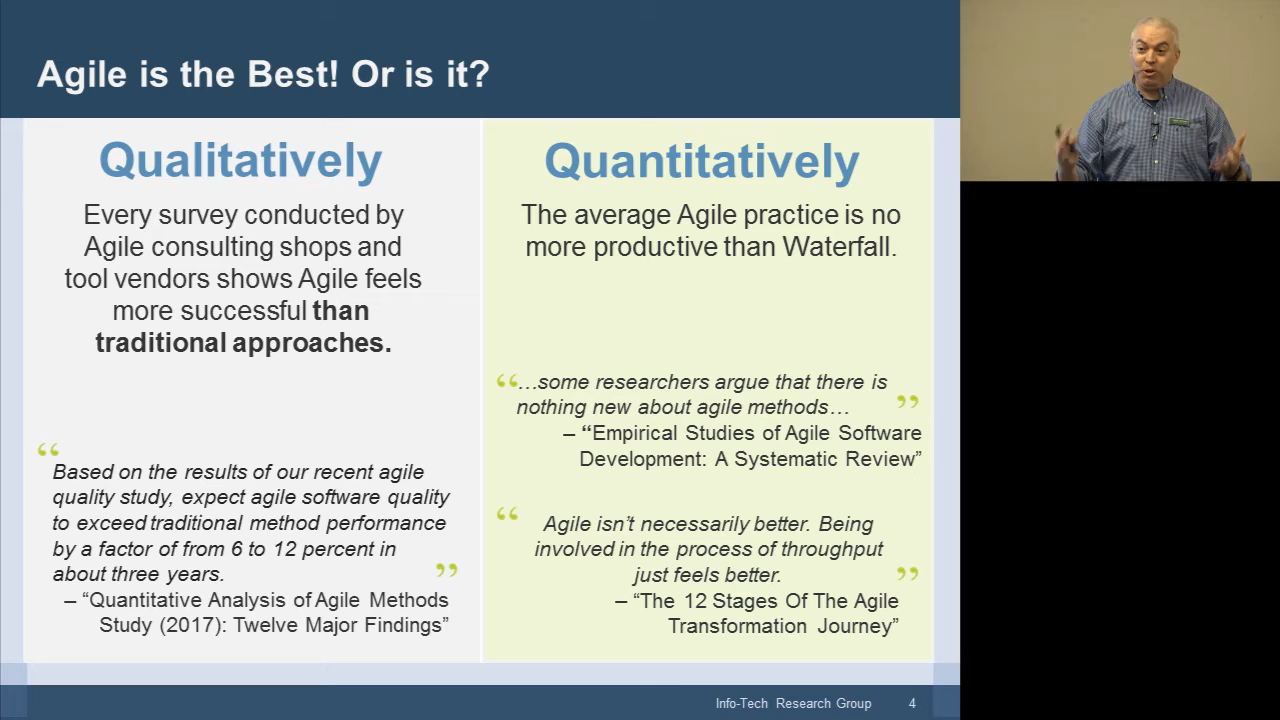 Agile is the Best! Or is it?
Qualitatively
Every survey conducted by
Agile consulting shops and
tool vendors shows Agile feels
more successful than
traditional approaches.
“
Based on the results of our recent agile
quality study, expect agile software quality
to exceed traditional method performance
by a factor of from 6 to 12 percent in
about three years.
”
– “Quantitative Analysis of Agile Methods
Study (2017): Twelve Major Findings”
Quantitatively
The average Agile practice is no
more productive than Waterfall.
“…some researchers argue that there is
nothing new about agile methods… ”
– “Empirical Studies of Agile Software
Development: A Systematic Review”
“ Agile isn’t necessarily better. Being
involved in the process of throughput
just feels better. ”
– “The 12 Stages Of The Agile
Transformation Journey”
Info-Tech Research Group 4